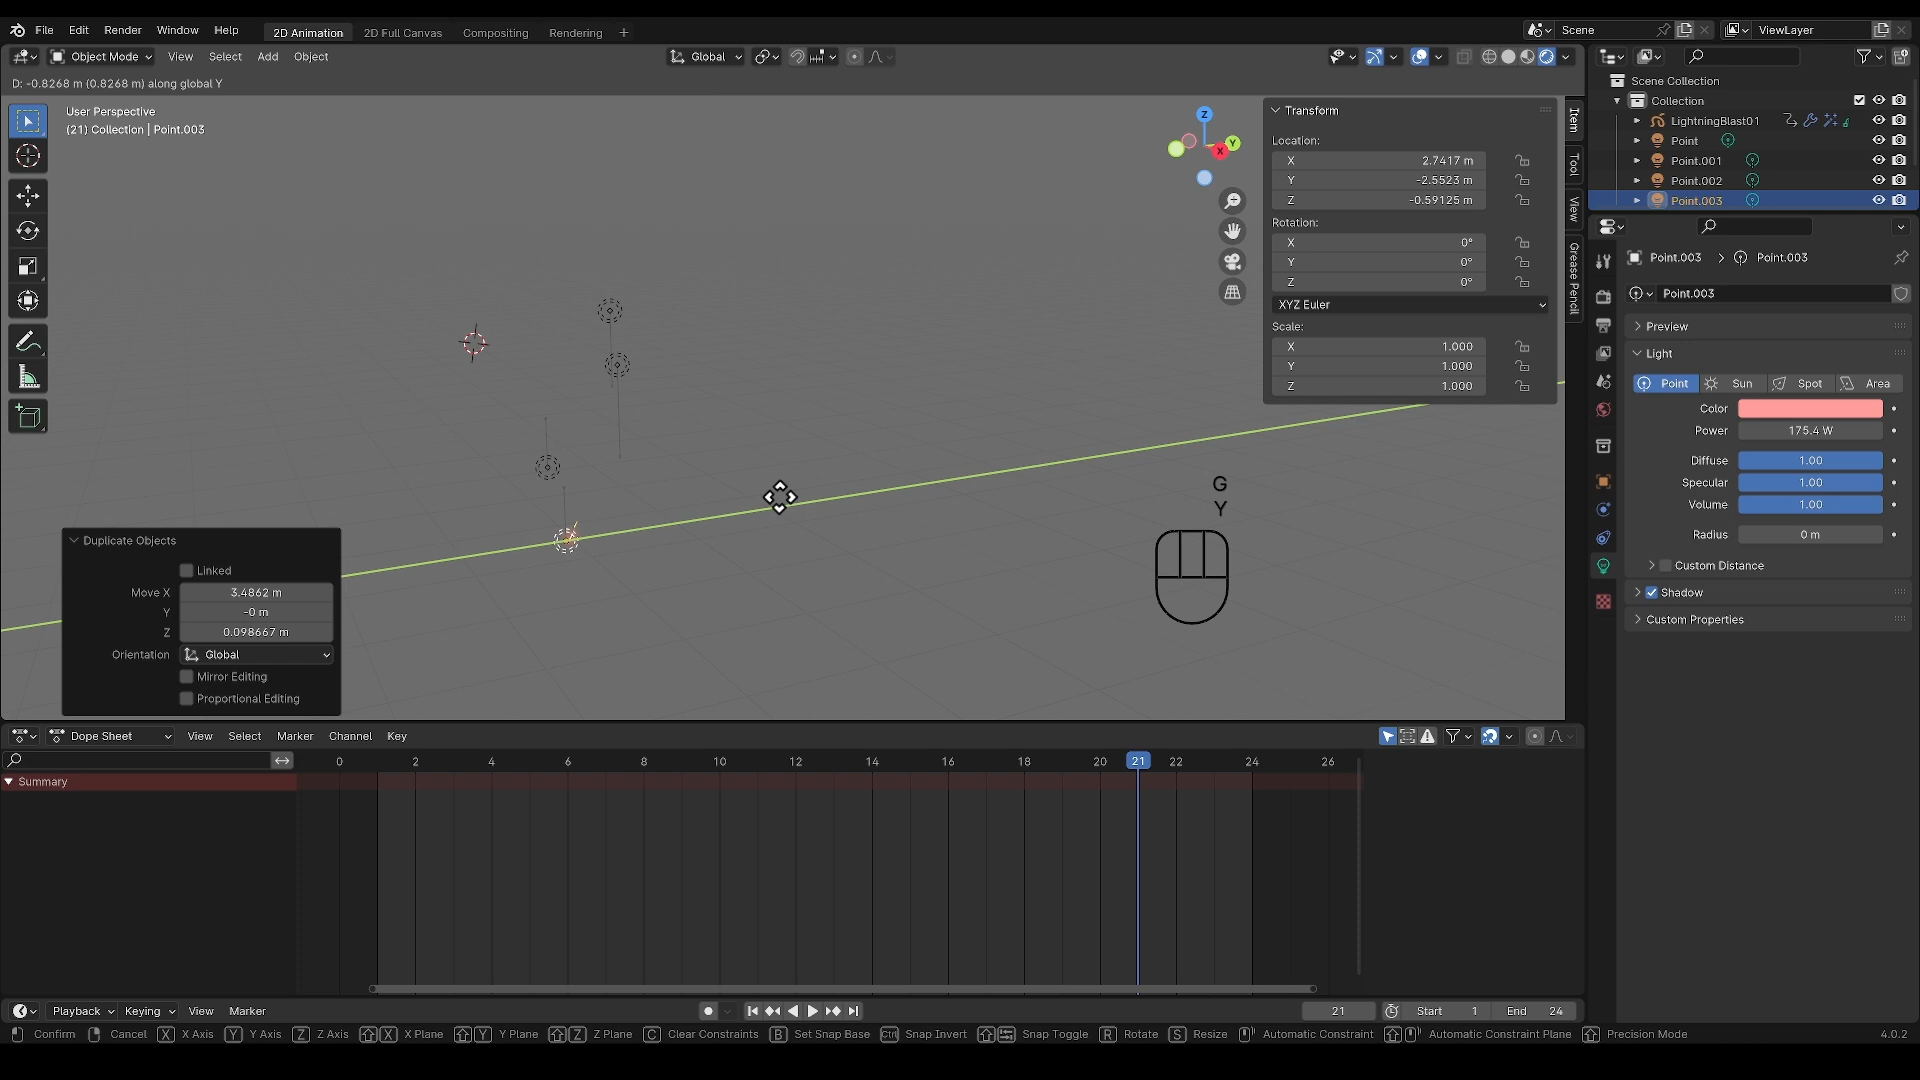 File Edit Render Window Help 2D Animation 2D Full Canvas Compositing Rendering + Scene ViewLayer
Object Mode View Select Add Object Global
D: -0.8268 m (0.8268 m) along global Y
User Perspective
(21) Collection | Point.003
Z
Y
X
Transform
Location:
X 2.7417 m
Y -2.5523 m
Z -0.59125 m
Rotation:
X 0°
Y 0°
Z 0°
XYZ Euler
Scale:
X 1.000
Y 1.000
Z 1.000
Item
Tool
View
Grease Pencil
Scene Collection
Collection
LightningBlast01
Point
Point.001
Point.002
Point.003
Point.003 > Point.003
Point.003
Preview
Light
Point Sun Spot Area
Color
Power 175.4 W
Diffuse 1.00
Specular 1.00
Volume 1.00
Radius 0 m
Custom Distance
Shadow
Custom Properties
G
Y
Duplicate Objects
Linked
Move X 3.4862 m
Y -0 m
Z 0.098667 m
Orientation Global
Mirror Editing
Proportional Editing
Dope Sheet View Select Marker Channel Key
0 2 4 6 8 10 12 14 16 18 20 21 22 24 26
Summary
Playback Keying View Marker 21 Start 1 End 24
Confirm Cancel X X Axis Y Y Axis Z Z Axis X X Plane Y Y Plane Z Z Plane C Clear Constraints B Set Snap Base Ctrl Snap Invert Snap Toggle R Rotate S Resize Automatic Constraint Automatic Constraint Plane Precision Mode 4.0.2